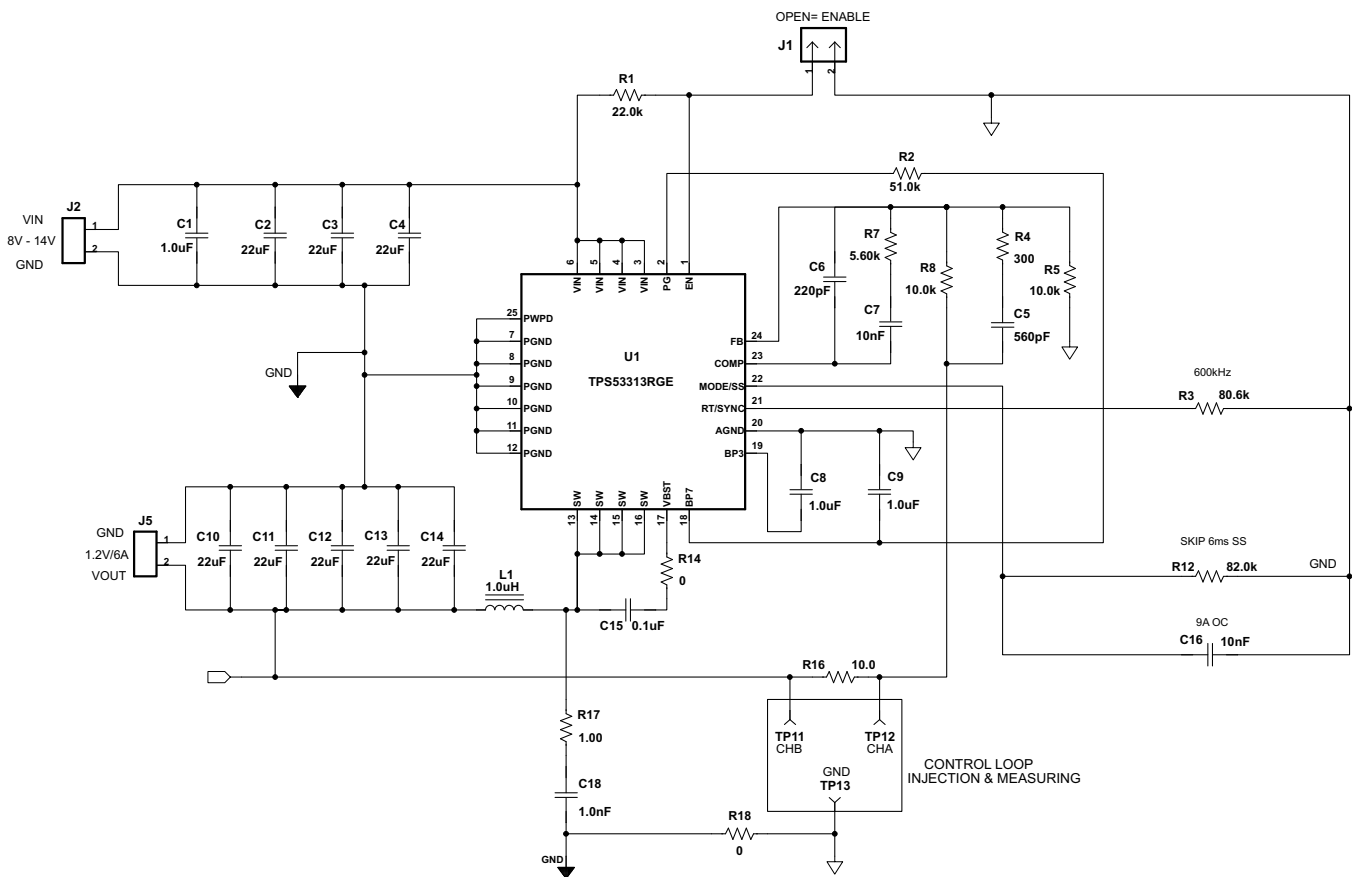 OPEN= ENABLE
J1
1
2
R1
22.0k
R2
51.0k
J2
VIN
8V - 14V
GND
1
2
C1
1.0uF
C2
22uF
C3
22uF
C4
22uF
6
5
4
3
2
1
VIN
VIN
VIN
VIN
PG
EN
C6
220pF
R7
5.60k
C7
10nF
R8
10.0k
R4
300
C5
560pF
R5
10.0k
25
7
8
9
10
11
12
PWPD
PGND
PGND
PGND
PGND
PGND
PGND
U1
TPS53313RGE
FB
COMP
MODE/SS
RT/SYNC
AGND
BP3
24
23
22
21
20
19
GND
600kHz
R3
80.6k
SW
SW
SW
SW
VBST
BP7
13
14
15
16
17
18
C8
1.0uF
C9
1.0uF
J5
GND
1.2V/6A
VOUT
1
2
C10
22uF
C11
22uF
C12
22uF
C13
22uF
C14
22uF
L1
1.0uH
R14
0
C15
0.1uF
SKIP 6ms SS
R12
82.0k
GND
9A OC
C16
10nF
R16
10.0
R17
1.00
C18
1.0nF
TP11
CHB
TP12
CHA
GND
TP13
CONTROL LOOP
INJECTION & MEASURING
R18
0
GND